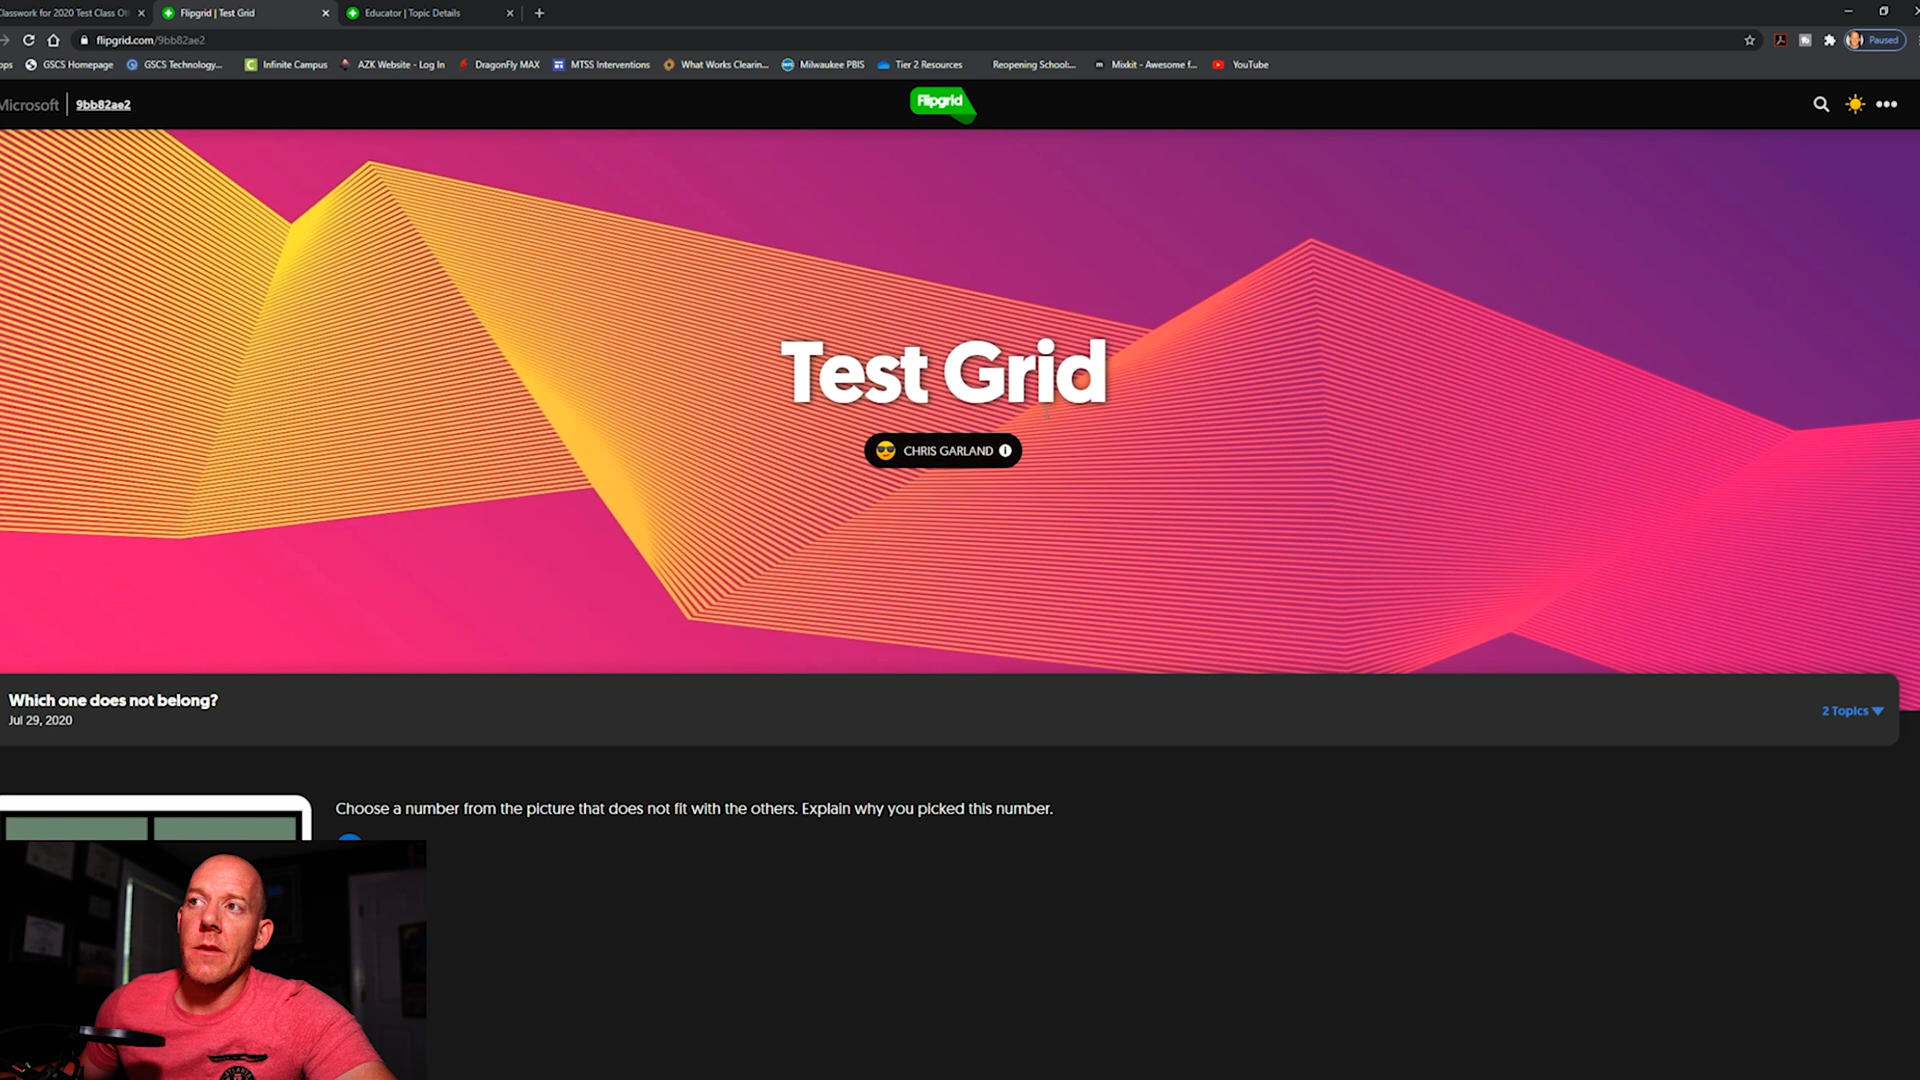 Classwork for 2020 Test Class Ot
Flipgrid | Test Grid
Educator | Topic Details
flipgrid.com/9bb82ae2
Paused
GSCS Homepage
GSCS Technology...
Infinite Campus
AZK Website - Log In
DragonFly MAX
MTSS Interventions
What Works Clearin...
Milwaukee PBIS
Tier 2 Resources
Reopening School:...
Mixkit - Awesome f...
YouTube
Microsoft
9bb82ae2
Flipgrid
Test Grid
CHRIS GARLAND
Which one does not belong?
Jul 29, 2020
2 Topics
Choose a number from the picture that does not fit with the others. Explain why you picked this number.